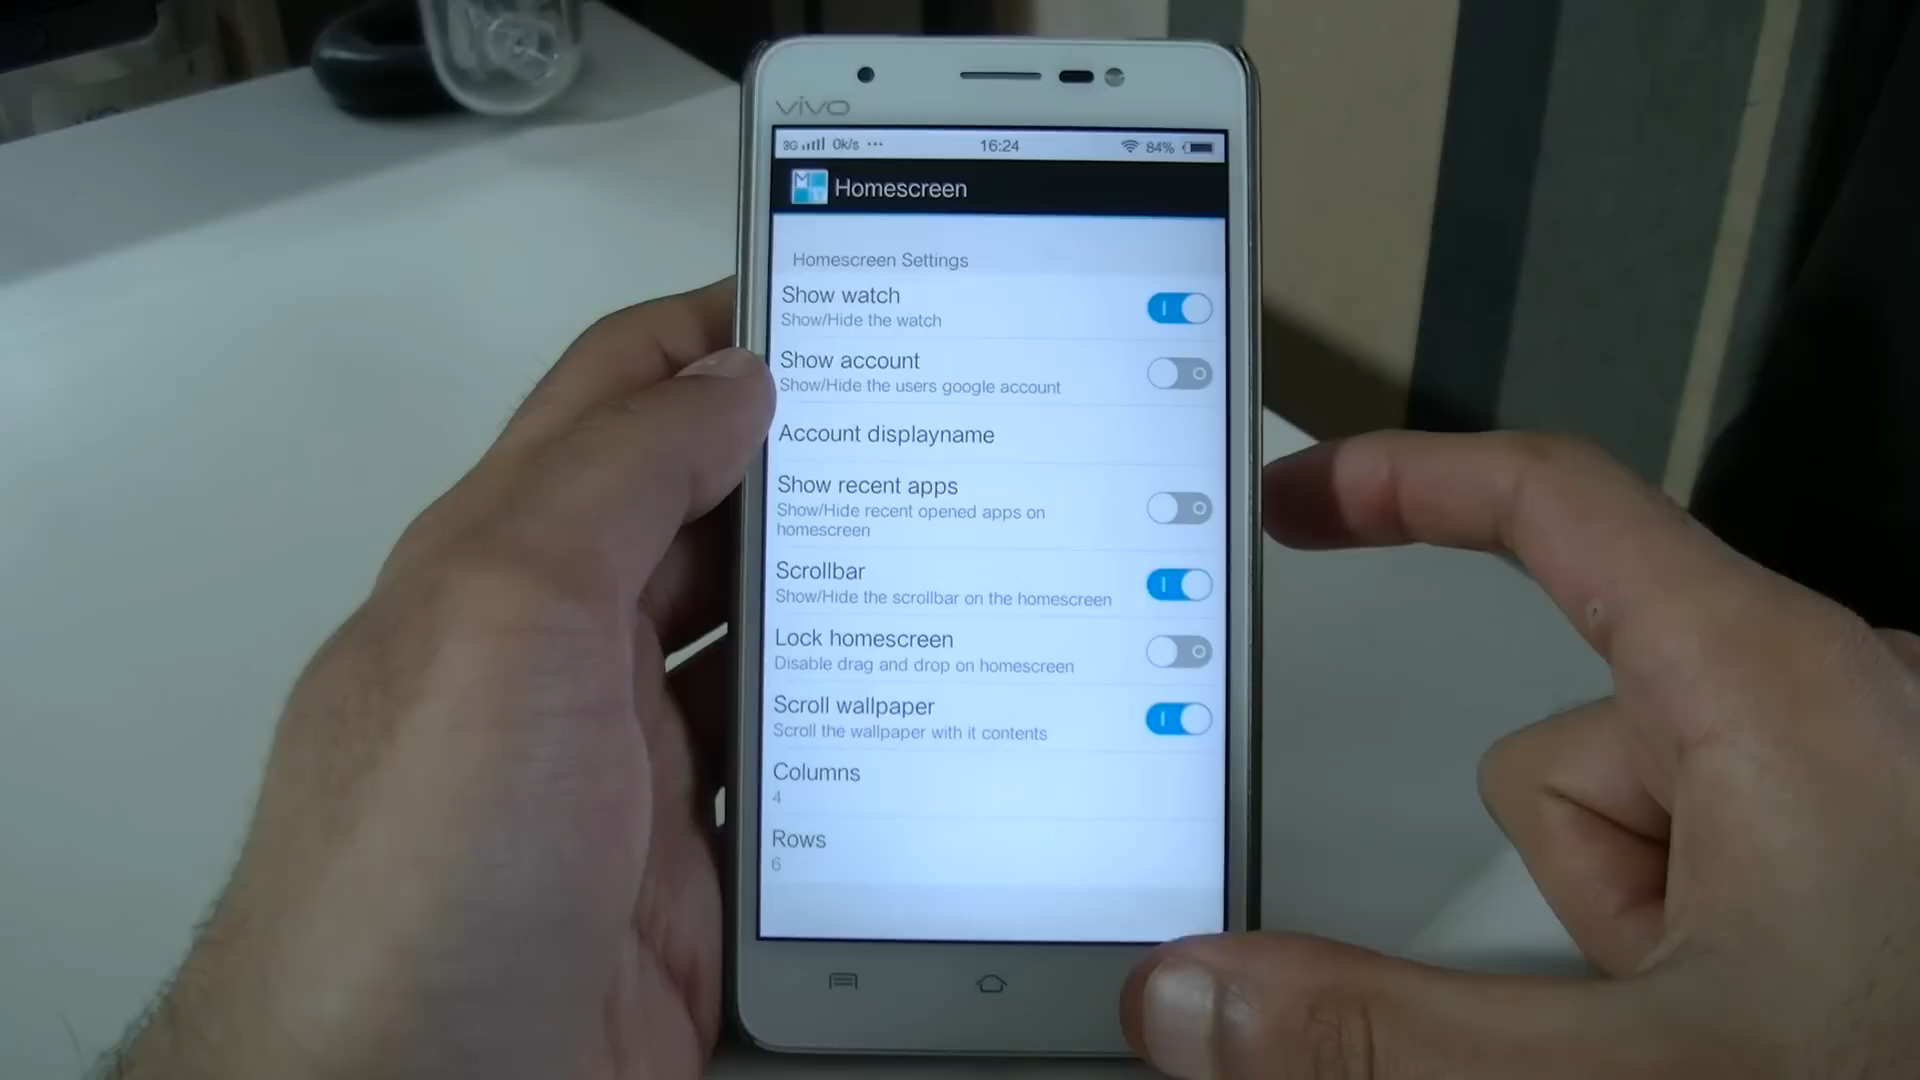 vivo
3G 0k/s ··· 16:24 84%
Homescreen
Homescreen Settings
Show watch
Show/Hide the watch
Show account
Show/Hide the users google account
Account displayname
Show recent apps
Show/Hide recent opened apps on
homescreen
Scrollbar
Show/Hide the scrollbar on the homescreen
Lock homescreen
Disable drag and drop on homescreen
Scroll wallpaper
Scroll the wallpaper with it contents
Columns
4
Rows
6